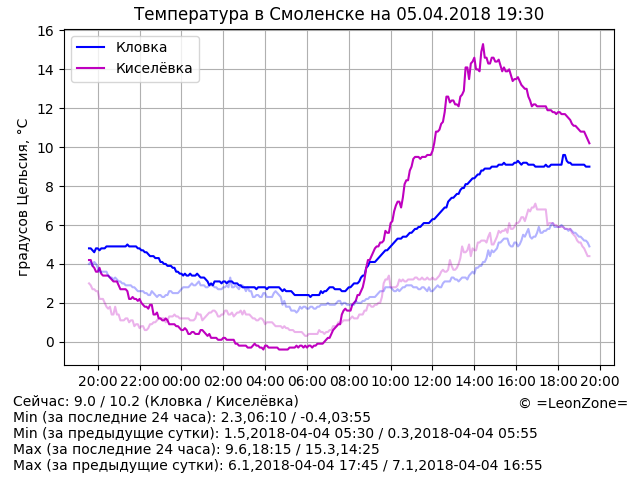 Температура в Смоленске на 05.04.2018 19:30
градусов Цельсия, °C
16
14
12
10
8
6
4
2
0
Кловка
Киселёвка
20:00 22:00 00:00 02:00 04:00 06:00 08:00 10:00 12:00 14:00 16:00 18:00 20:00
Сейчас: 9.0 / 10.2 (Кловка / Киселёвка)
© =LeonZone=
Min (за последние 24 часа): 2.3,06:10 / -0.4,03:55
Min (за предыдущие сутки): 1.5,2018-04-04 05:30 / 0.3,2018-04-04 05:55
Max (за последние 24 часа): 9.6,18:15 / 15.3,14:25
Max (за предыдущие сутки): 6.1,2018-04-04 17:45 / 7.1,2018-04-04 16:55